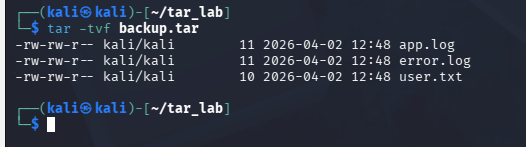 ┌──(kali㉿kali)-[~/tar_lab]
└─$ tar -tvf backup.tar
-rw-rw-r-- kali/kali        11 2026-04-02 12:48 app.log
-rw-rw-r-- kali/kali        11 2026-04-02 12:48 error.log
-rw-rw-r-- kali/kali        10 2026-04-02 12:48 user.txt
┌──(kali㉿kali)-[~/tar_lab]
└─$